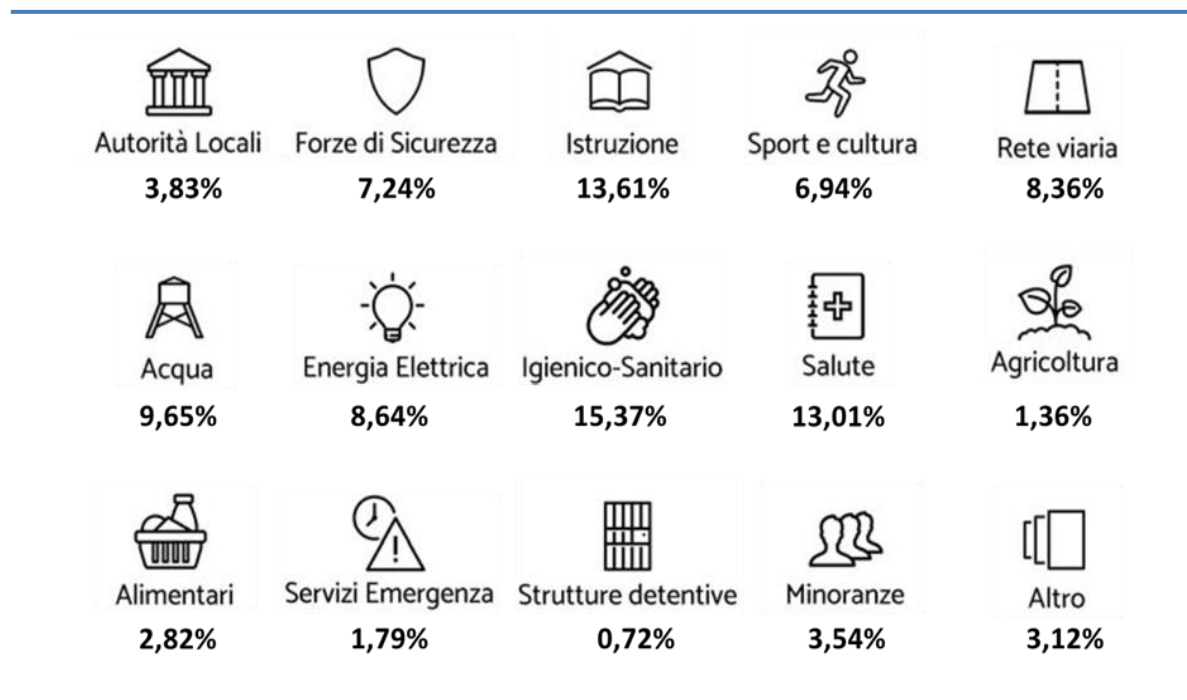 Autorità Locali Forze di Sicurezza Istruzione Sport e cultura Rete viaria
3,83% 7,24% 13,61% 6,94% 8,36%
Acqua Energia Elettrica Igienico-Sanitario Salute Agricoltura
9,65% 8,64% 15,37% 13,01% 1,36%
Alimentari Servizi Emergenza Strutture detentive Minoranze Altro
2,82% 1,79% 0,72% 3,54% 3,12%